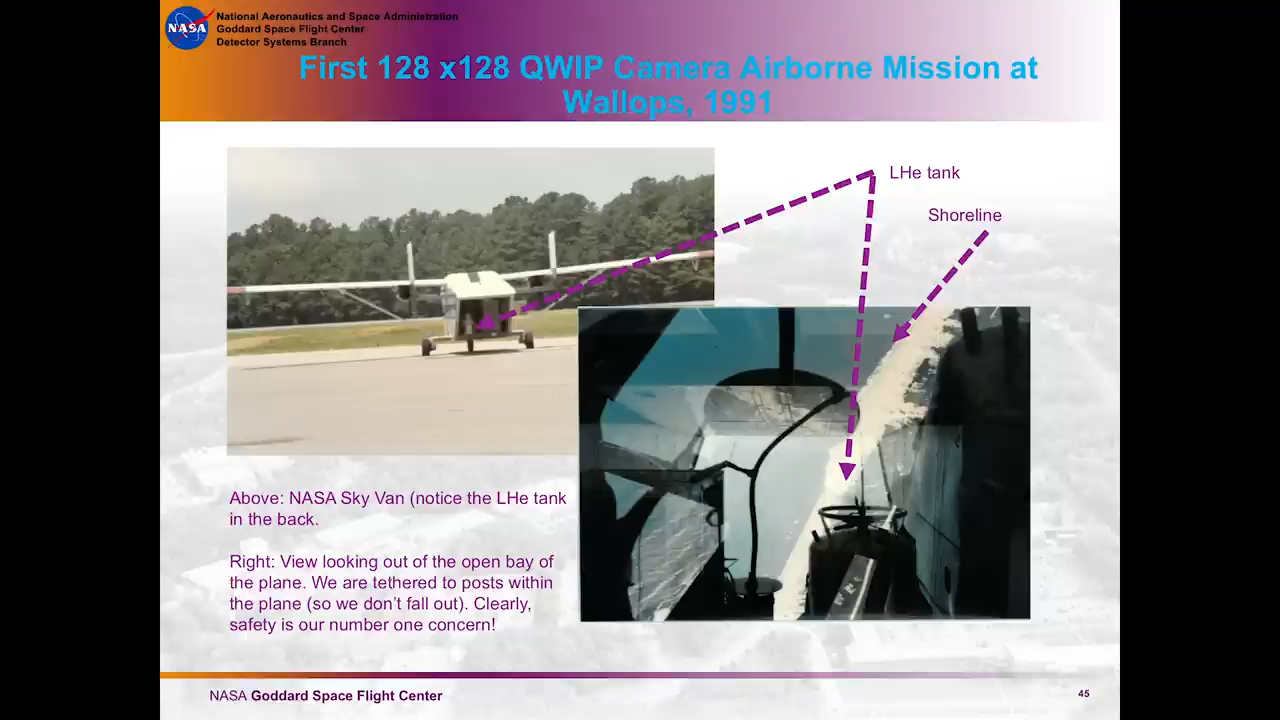 NASA
National Aeronautics and Space Administration
Goddard Space Flight Center
Detector Systems Branch
First 128 x128 QWIP Camera Airborne Mission at
Wallops, 1991
LHe tank
Shoreline
Above: NASA Sky Van (notice the LHe tank
in the back.
Right: View looking out of the open bay of
the plane. We are tethered to posts within
the plane (so we don't fall out). Clearly,
safety is our number one concern!
NASA Goddard Space Flight Center
45